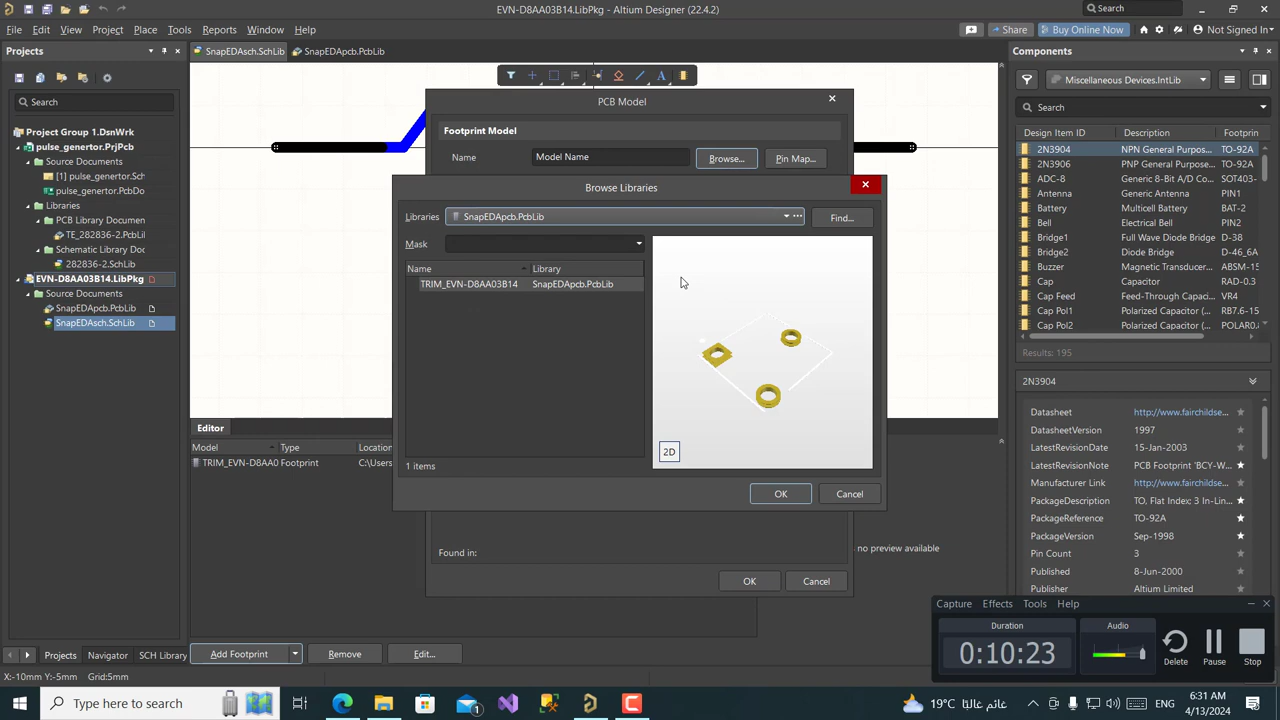 EVN-D8AA03B14.LibPkg - Altium Designer (22.4.2)
Search
File Edit View Project Place Tools Reports Window Help
Share
Buy Online Now
Not Signed In
Projects
SnapEDAsch.SchLib
SnapEDApcb.PcbLib
Components
Search
Miscellaneous Devices.IntLib
Search
Project Group 1.DsnWrk
pulse_genertor.PrjPcb
Source Documents
[1] pulse_genertor.Sch
pulse_genertor.PcbDo
Libraries
PCB Library Documen
TE_282836-2.PcbLi
Schematic Library Doc
282836-2.SchLib
EVN-D8AA03B14.LibPkg
Source Documents
SnapEDApcb.PcbLib
SnapEDAsch.SchLib
PCB Model
Footprint Model
Name Model Name Browse... Pin Map...
Browse Libraries
Libraries SnapEDApcb.PcbLib Find...
Mask
Name Library
TRIM_EVN-D8AA03B14 SnapEDApcb.PcbLib
2D
1 items
OK Cancel
Found in:
OK Cancel
Editor
Model Type Location
TRIM_EVN-D8AA0 Footprint C:\Users
no preview available
Add Footprint Remove Edit...
Design Item ID Description Footprin
2N3904 NPN General Purpos... TO-92A
2N3906 PNP General Purpos... TO-92A
ADC-8 Generic 8-Bit A/D Co... SOT403-
Antenna Generic Antenna PIN1
Battery Multicell Battery BAT-2
Bell Electrical Bell PIN2
Bridge1 Full Wave Diode Bridge D-38
Bridge2 Full Wave Diode Bridge D-46
Buzzer Magnetic Transducer... ABSM-15
Cap Capacitor RAD-0.3
Cap Feed Feed-Through Capacit... VR4
Cap Pol1 Polarized Capacitor (... RB7.6-15
Cap Pol2 Polarized Capacitor (... POLAR0.
Results: 195
2N3904
Datasheet http://www.fairchildse...
DatasheetVersion 1997
LatestRevisionDate 15-Jan-2003
LatestRevisionNote PCB Footprint 'BCY-W...
Manufacturer Link http://www.fairchildse...
PackageDescription TO, Flat Index; 3 In-Lin...
PackageReference TO-92A
PackageVersion Sep-1998
Pin Count 3
Published 8-Jun-2000
Publisher Altium Limited
Capture Effects Tools Help
Duration
0:10:23
Audio
Delete Pause Stop
Projects Navigator SCH Library
X:-10mm Y:-5mm Grid:5mm
Type here to search
1
19°C غائم غالبًا
6:31 AM
4/13/2024